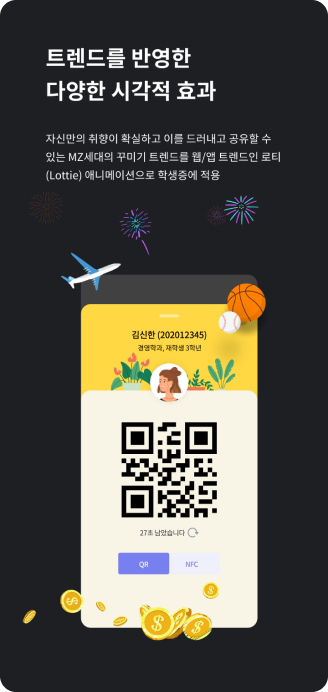 트렌드를 반영한
다양한 시각적 효과
자신만의 취향이 확실하고 이를 드러내고 공유할 수
있는 MZ세대의 꾸미기 트렌드를 웹/앱 트렌드인 로티
(Lottie) 애니메이션으로 학생증에 적용
김신한 (202012345)
경영학과, 재학생 3학년
27초 남았습니다
QR
NFC